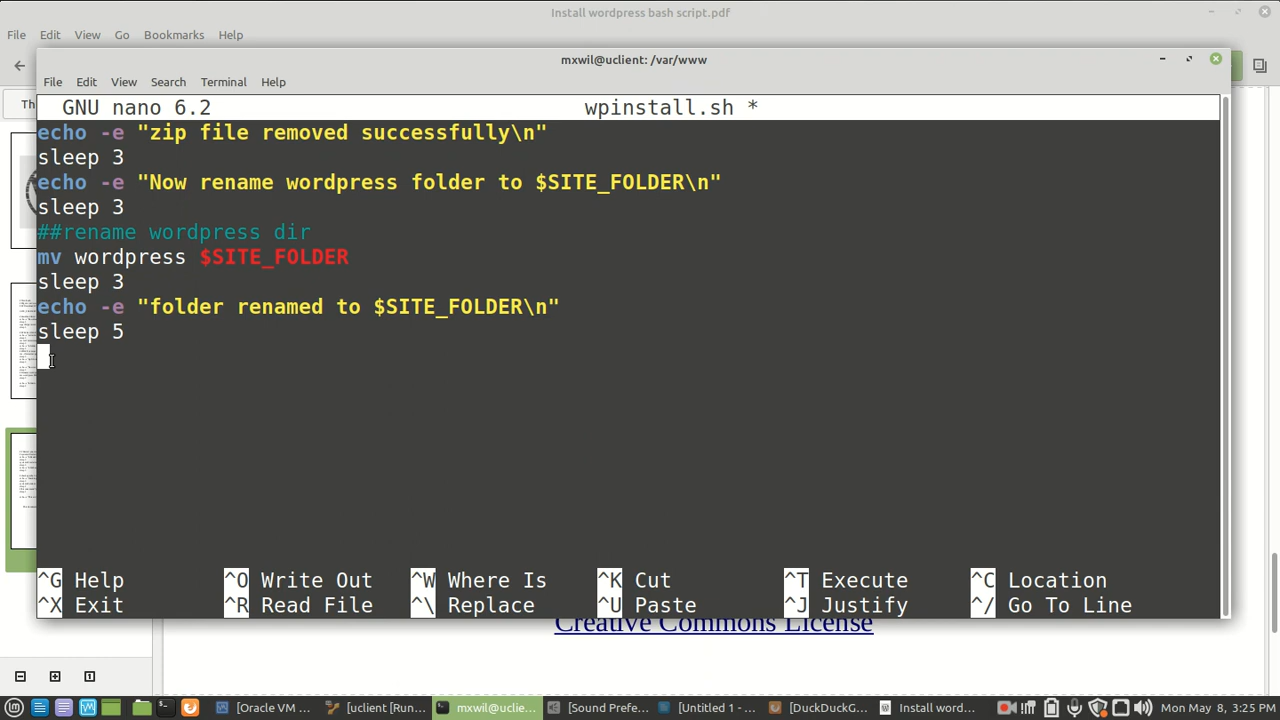 Install wordpress bash script.pdf
File Edit View Go Bookmarks Help
mxwil@uclient: /var/www
File Edit View Search Terminal Help
Th
GNU nano 6.2 wpinstall.sh *
echo -e "zip file removed successfully\n"
sleep 3
echo -e "Now rename wordpress folder to $SITE_FOLDER\n"
sleep 3
##rename wordpress dir
mv wordpress $SITE_FOLDER
sleep 3
echo -e "folder renamed to $SITE_FOLDER\n"
sleep 5
^G Help ^O Write Out ^W Where Is ^K Cut ^T Execute ^C Location
^X Exit ^R Read File ^\ Replace ^U Paste ^J Justify ^/ Go To Line
Creative Commons License
[Oracle VM ... [uclient [Run... mxwil@uclie... [Sound Prefe... [Untitled 1 –... [DuckDuckG... Install word... Mon May 8, 3:25 PM